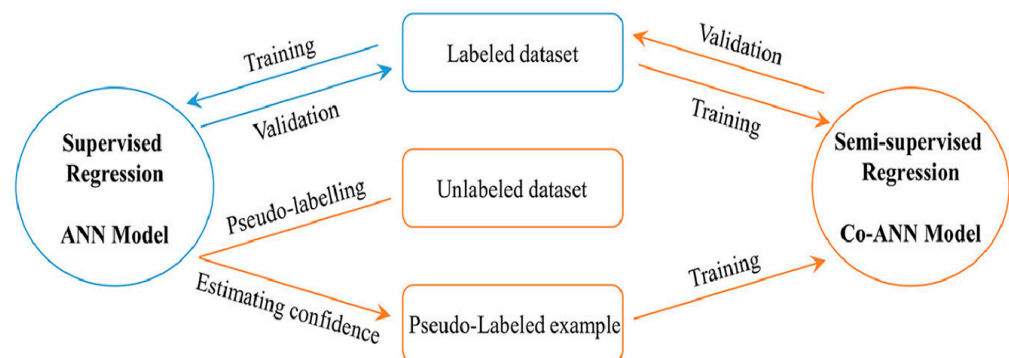 Training
Labeled dataset
Validation
Validation
Training
Supervised
Regression
ANN Model
Semi-supervised
Regression
Co-ANN Model
Pseudo-labelling
Unlabeled dataset
Estimating confidence
Pseudo-Labeled example
Training